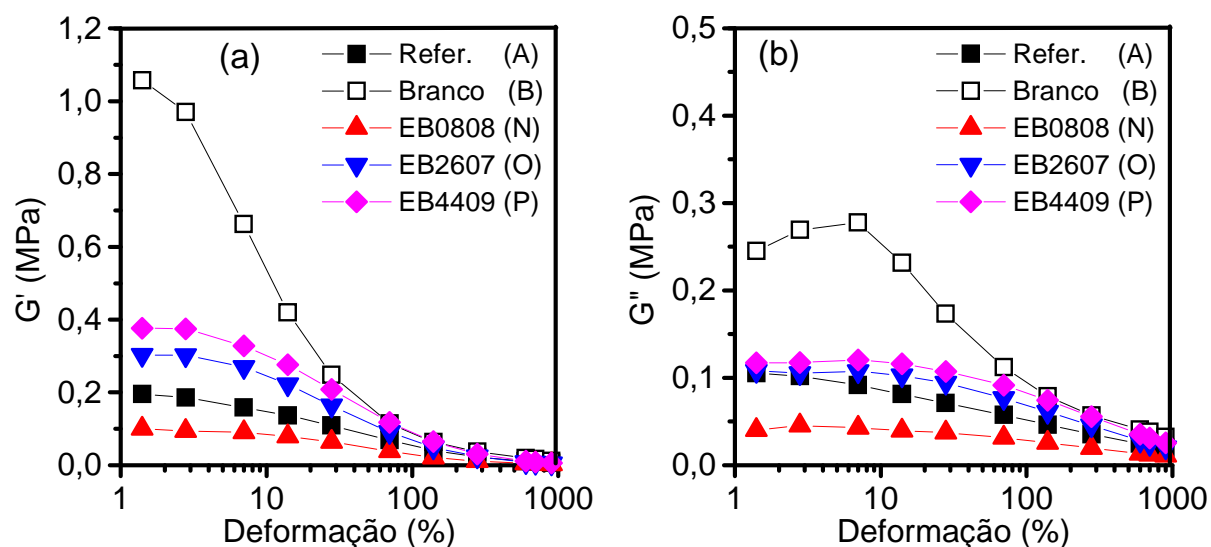 1,2
1,0
0,8
0,6
0,4
0,2
0,0
G' (MPa)
(a)
Refer. (A)
Branco (B)
EB0808 (N)
EB2607 (O)
EB4409 (P)
1 10 100 1000
Deformação (%)
0,5
0,4
0,3
0,2
0,1
0,0
G" (MPa)
(b)
Refer. (A)
Branco (B)
EB0808 (N)
EB2607 (O)
EB4409 (P)
1 10 100 1000
Deformação (%)